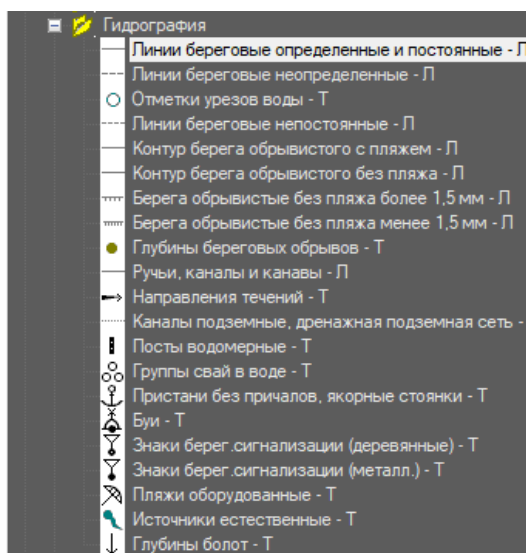 Гидрография
Линии береговые определенные и постоянные - Л
Линии береговые неопределенные - Л
Отметки урезов воды - Т
Линии береговые непостоянные - Л
Контур берега обрывистого с пляжем - Л
Контур берега обрывистого без пляжа - Л
Берега обрывистые без пляжа более 1,5 мм - Л
Берега обрывистые без пляжа менее 1,5 мм - Л
Глубины береговых обрывов - Т
Ручьи, каналы и канавы - Л
Направления течений - Т
Каналы подземные, дренажная подземная сеть -
Посты водомерные - Т
Группы свай в воде - Т
Пристани без причалов, якорные стоянки - Т
Буи - Т
Знаки берег.сигнализации (деревянные) - Т
Знаки берег.сигнализации (металл.) - Т
Пляжи оборудованные - Т
Источники естественные - Т
Глубины болот - Т